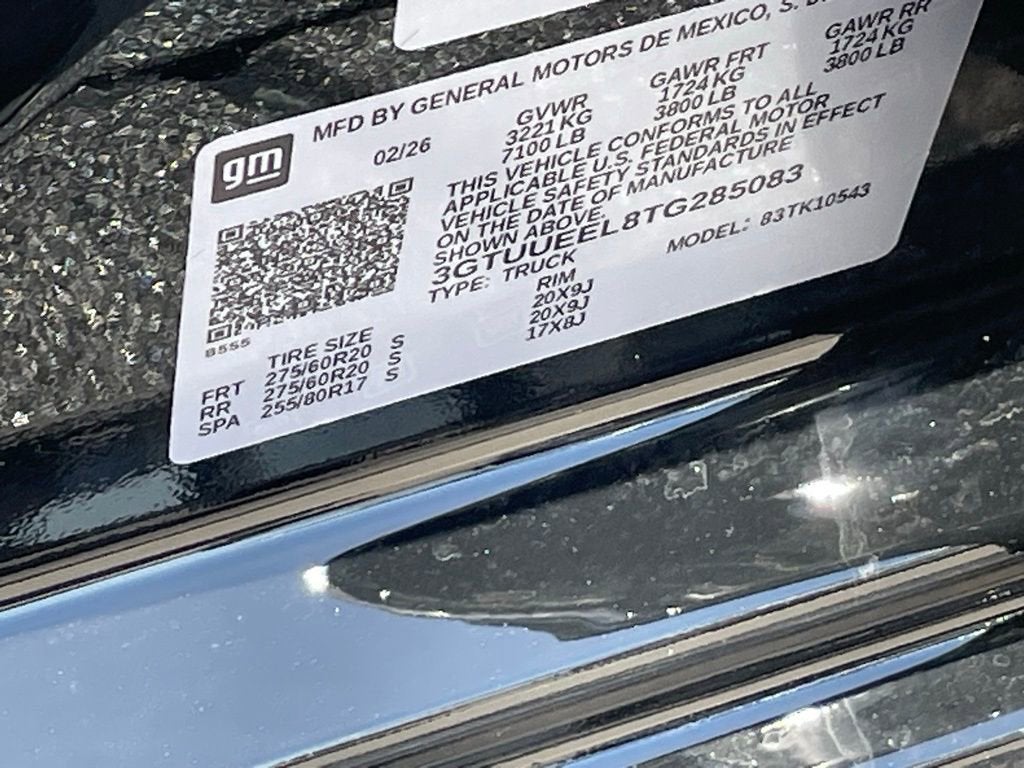 MFD BY GENERAL MOTORS DE MEXICO, S.
gm
02/26
GVWR GAWR FRT GAWR RR
3221 KG 1724 KG 1724 KG
7100 LB 3800 LB 3800 LB
THIS VEHICLE CONFORMS TO ALL
APPLICABLE U.S. FEDERAL MOTOR
VEHICLE SAFETY STANDARDS IN EFFECT
ON THE DATE OF MANUFACTURE
SHOWN ABOVE.
3GTUUEEL8TG285083
TYPE: TRUCK MODEL: 83TK10543
B555
TIRE SIZE RIM
FRT 275/60R20 S 20X9J
RR 275/60R20 S 20X9J
SPA 255/80R17 S 17X8J